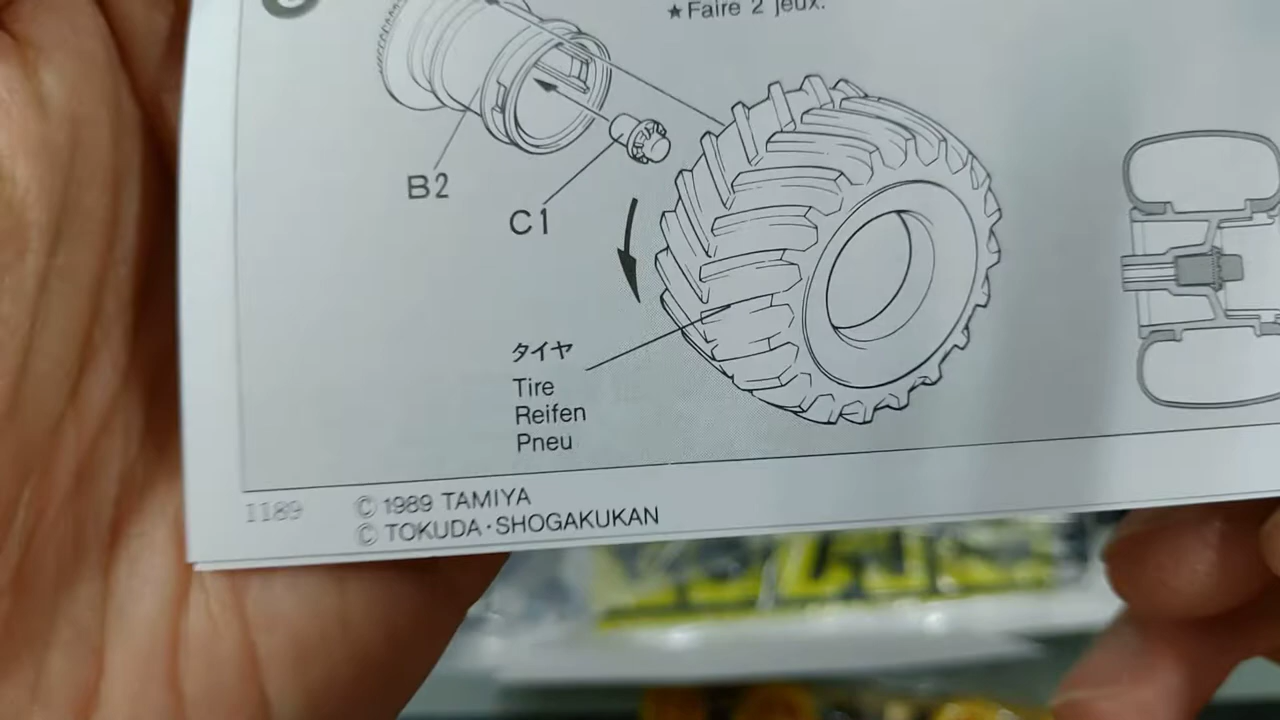 ★Faire 2 jeux.
B2
C1
タイヤ
Tire
Reifen
Pneu
1189
© 1989 TAMIYA
© TOKUDA・SHOGAKUKAN